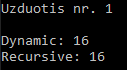 Uzduotis nr. 1
Dynamic: 16
Recursive: 16